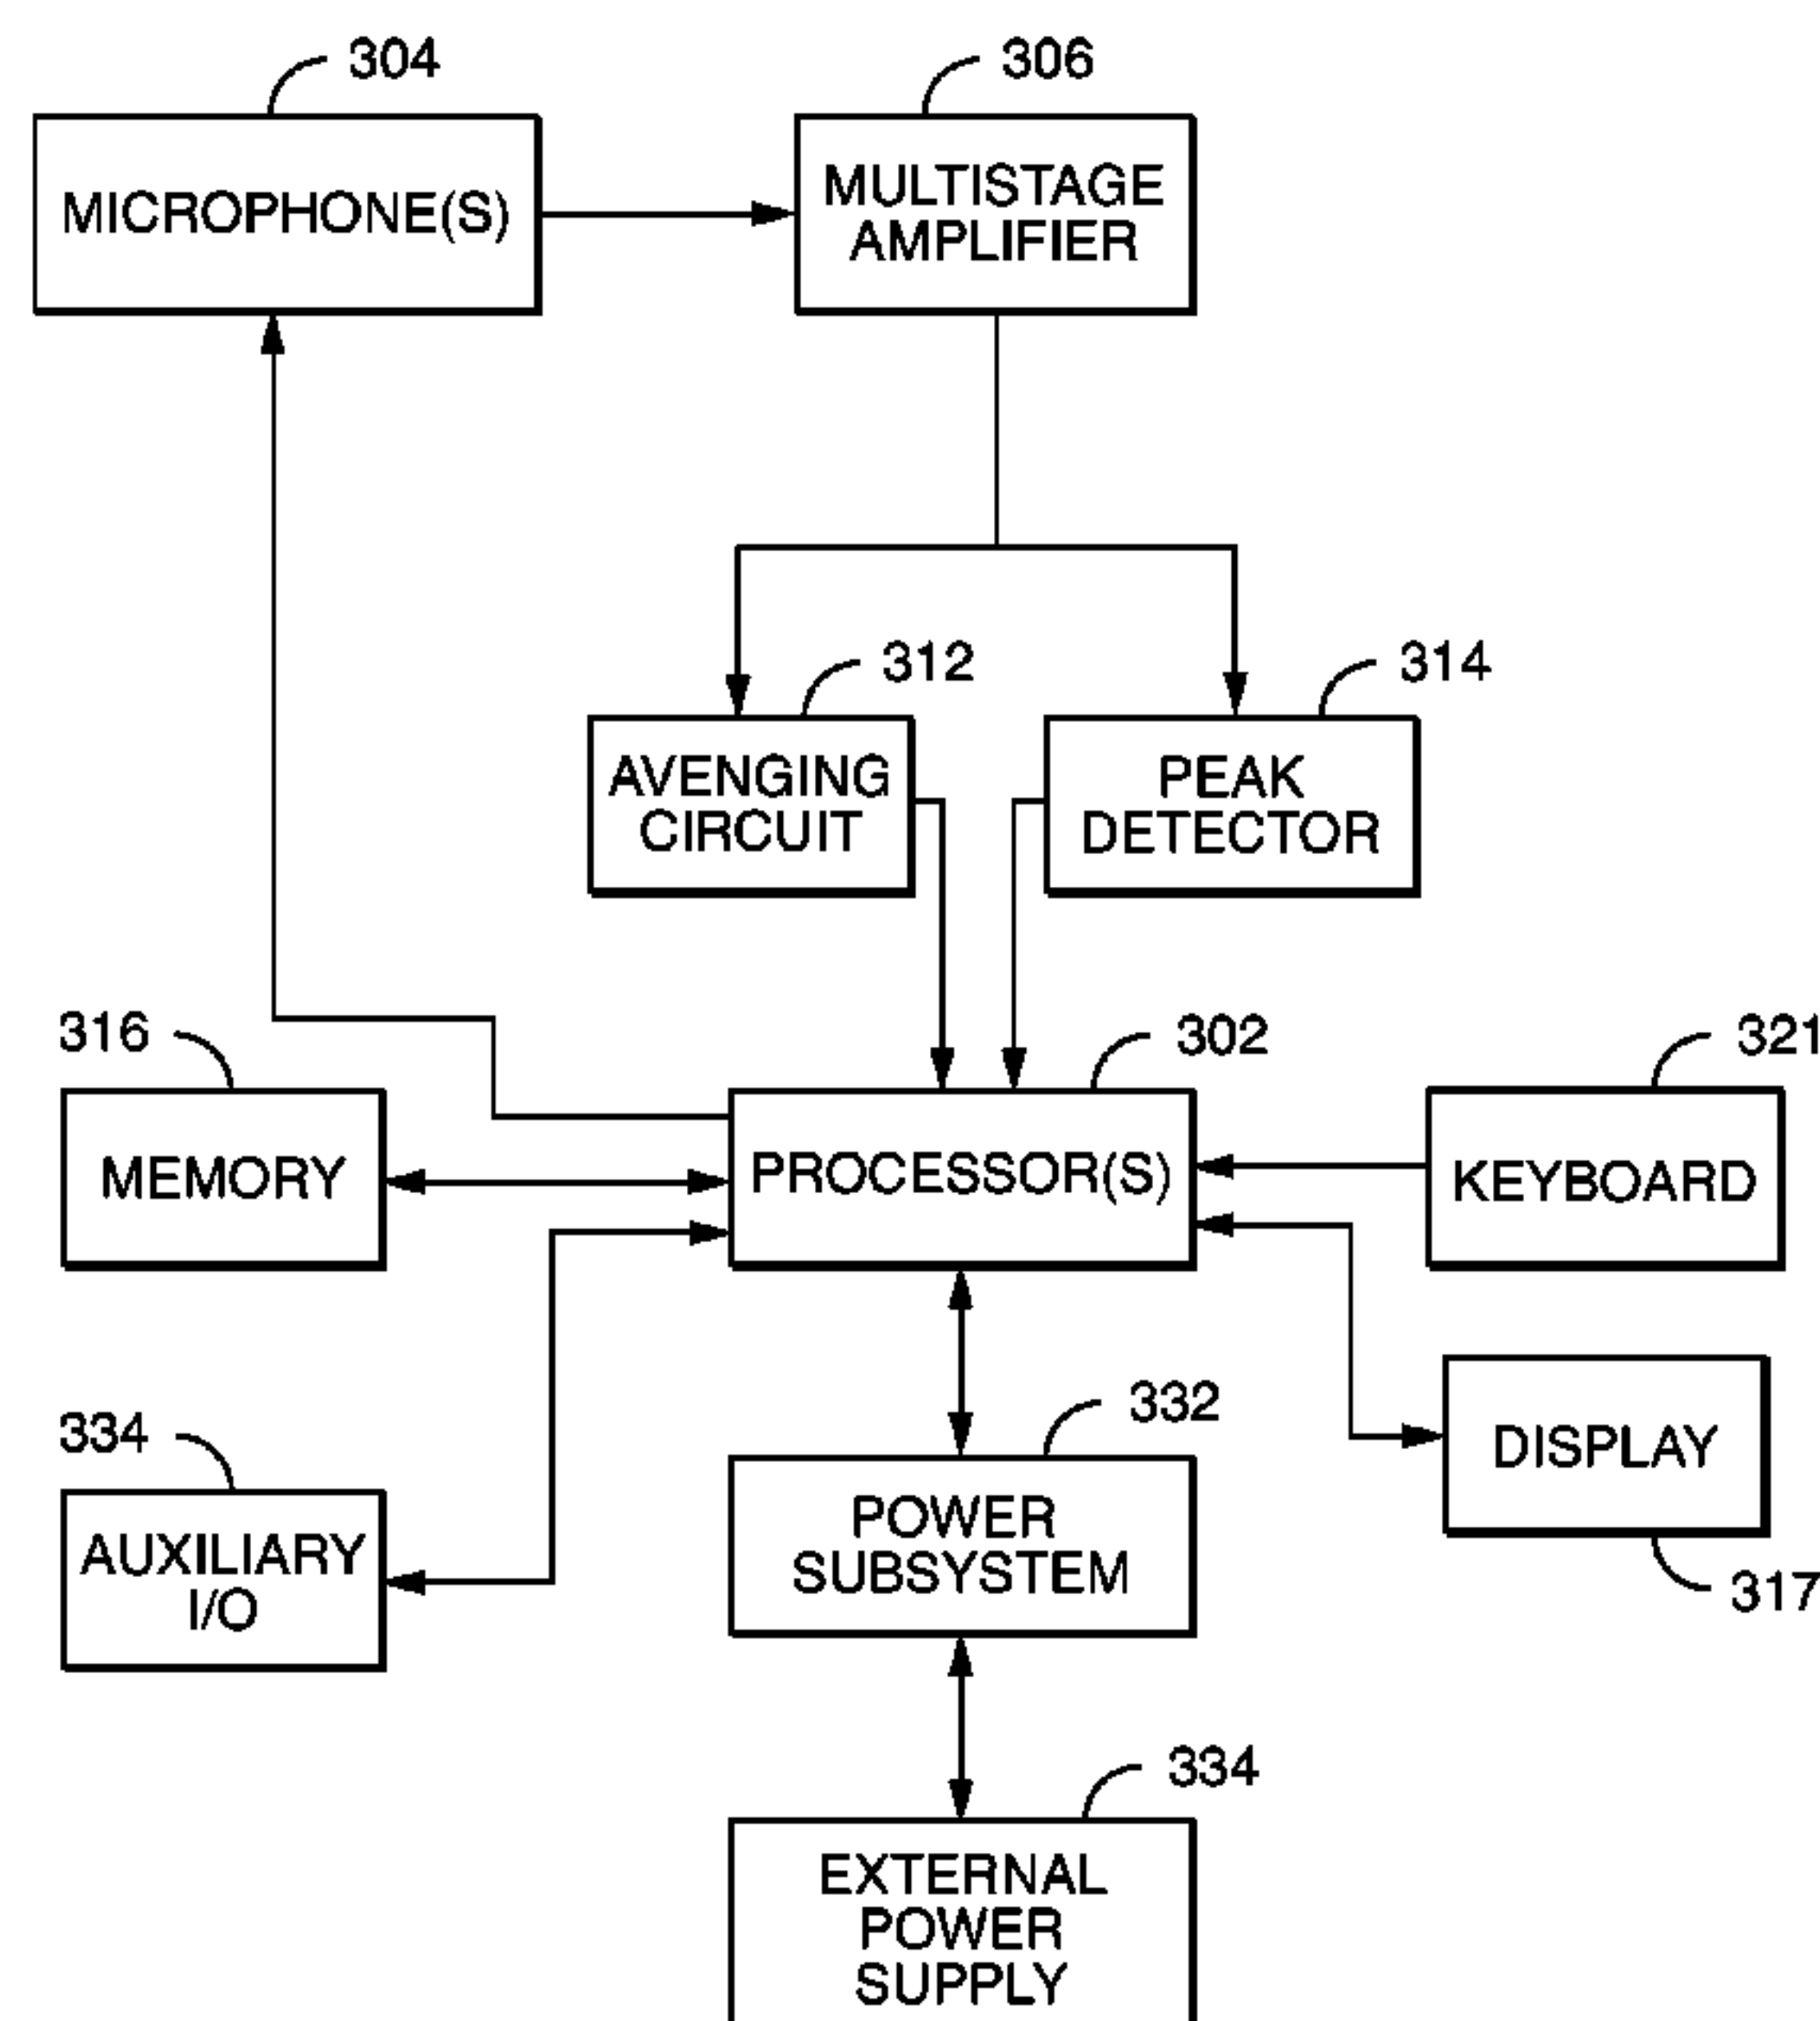 304
306
MICROPHONE(S)
MULTISTAGE
AMPLIFIER
312
314
AVENGING
CIRCUIT
PEAK
DETECTOR
316
302
321
MEMORY
PROCESSOR(S)
KEYBOARD
334
332
DISPLAY
317
AUXILIARY
I/O
POWER
SUBSYSTEM
334
EXTERNAL
POWER
SUPPLY